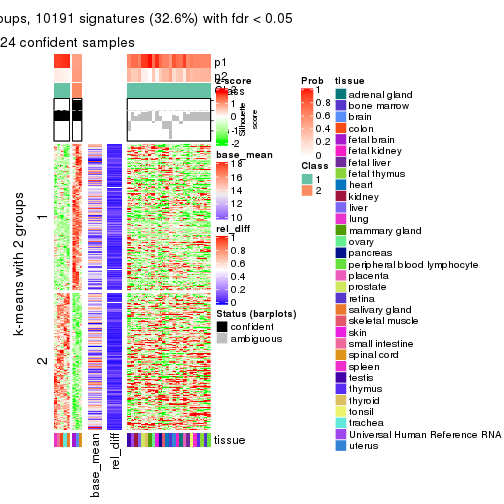 oups, 10191 signatures (32.6%) with fdr < 0.05
24 confident samples
p1
p2
z-score
Class
1
0
-1
-2
Silhouette
score
k-means with 2 groups
1
2
base_mean
18
16
14
12
10
rel_diff
1
0.8
0.6
0.4
0.2
0
Status (barplots)
confident
ambiguous
Prob
1
0.8
0.6
0.4
0.2
0
Class
1
2
tissue
adrenal gland
bone marrow
brain
colon
fetal brain
fetal kidney
fetal liver
fetal thymus
heart
kidney
liver
lung
mammary gland
ovary
pancreas
peripheral blood lymphocyte
placenta
prostate
retina
salivary gland
skeletal muscle
skin
small intestine
spinal cord
spleen
testis
thymus
thyroid
tonsil
trachea
Universal Human Reference RNA
uterus
tissue
base_mean
rel_diff